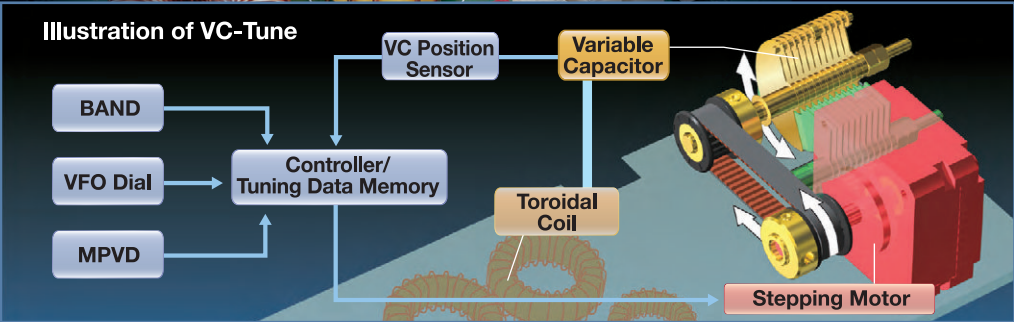 Illustration of VC-Tune
VC Position
Sensor
Variable
Capacitor
BAND
VFO Dial
MPVD
Controller/
Tuning Data Memory
Toroidal
Coil
Stepping Motor